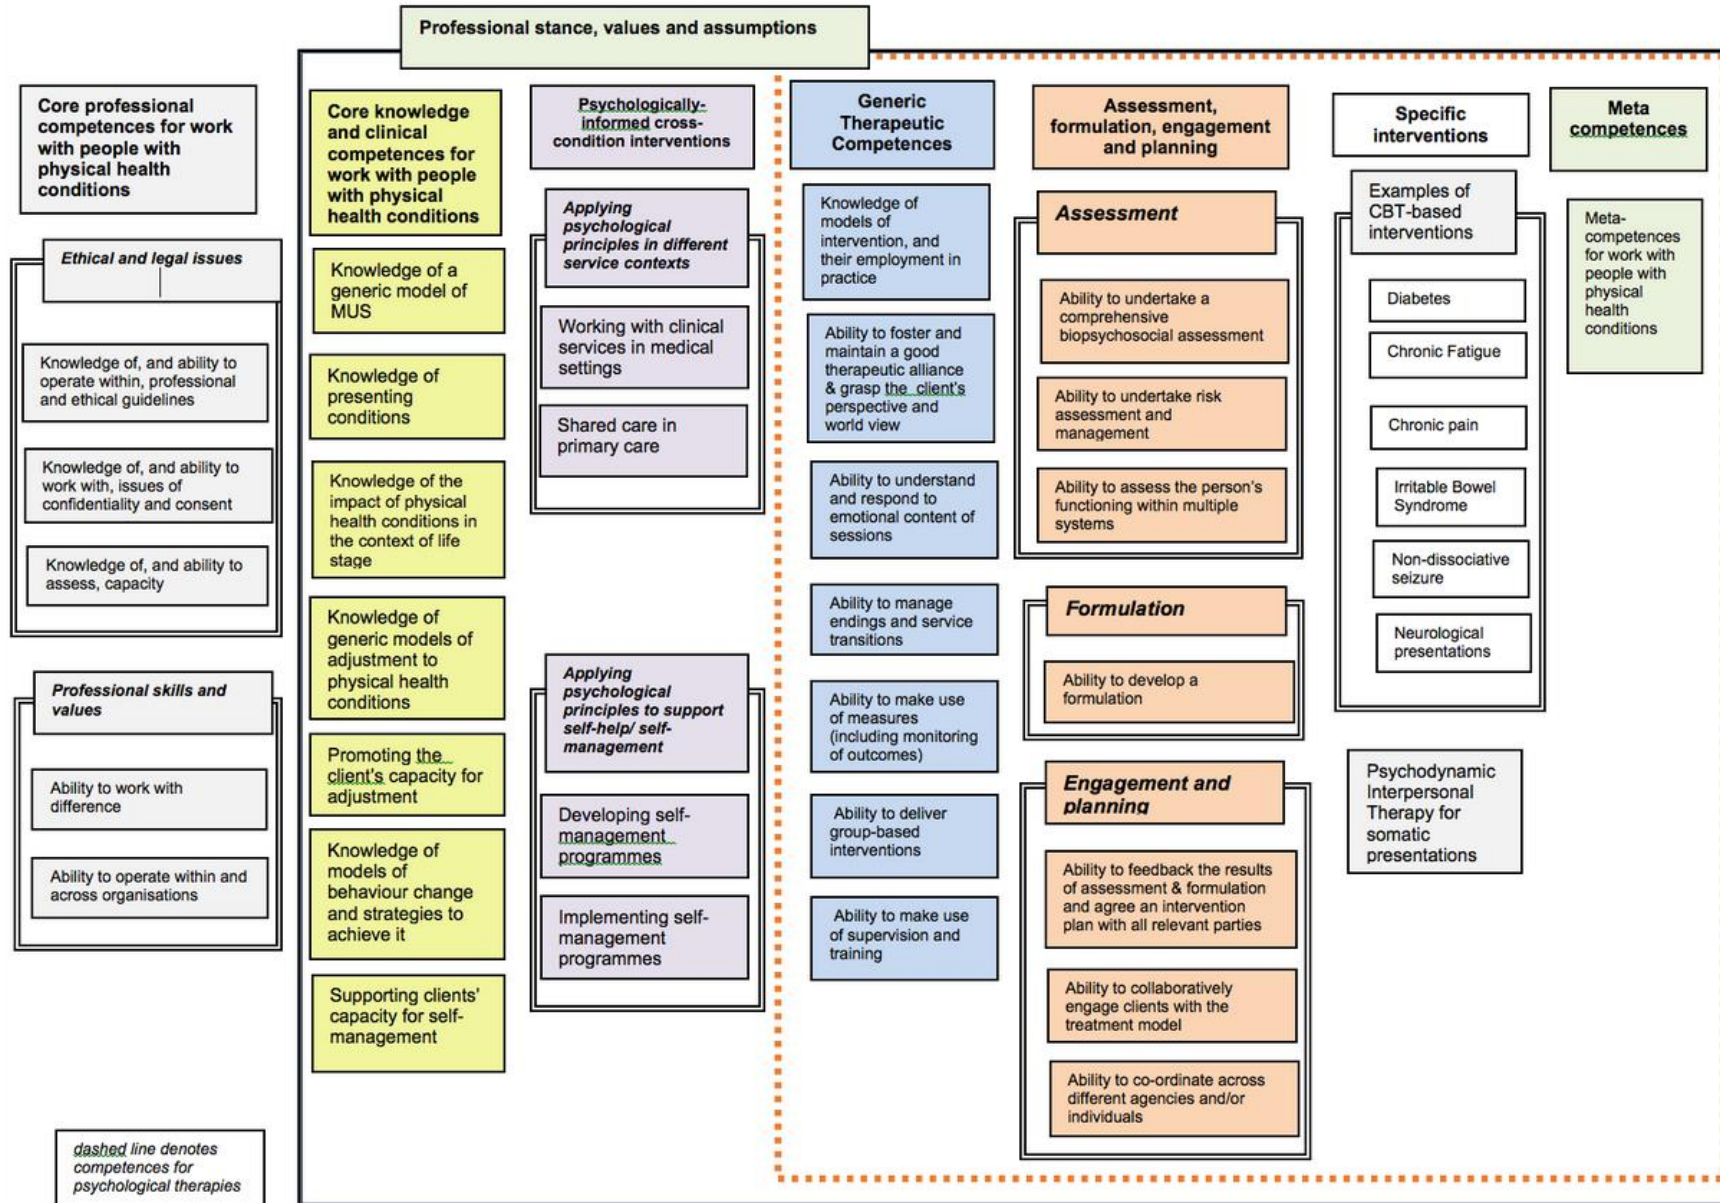 Professional stance, values and assumptions
Core professional
competences for work
with people with
physical health
conditions
Ethical and legal issues
Knowledge of, and ability to
operate within, professional
and ethical guidelines
Knowledge of, and ability to
work with, issues of
confidentiality and consent
Knowledge of, and ability to
assess, capacity
Professional skills and
values
Ability to work with
difference
Ability to operate within and
across organisations
dashed line denotes
competences for
psychological therapies
Core knowledge
and clinical
competences for
work with people
with physical
health conditions
Knowledge of a
generic model of
MUS
Knowledge of
presenting
conditions
Knowledge of the
impact of physical
health conditions in
the context of life
stage
Knowledge of
generic models of
adjustment to
physical health
conditions
Promoting the
client's capacity for
adjustment
Knowledge of
models of
behaviour change
and strategies to
achieve it
Supporting clients'
capacity for self-
management
Psychologically-
informed cross-
condition interventions
Applying
psychological
principles in different
service contexts
Working with clinical
services in medical
settings
Shared care in
primary care
Applying
psychological
principles to support
self-help/ self-
management
Developing self-
management
programmes
Implementing self-
management
programmes
Generic
Therapeutic
Competences
Knowledge of
models of
intervention, and
their employment in
practice
Ability to foster and
maintain a good
therapeutic alliance
& grasp the client's
perspective and
world view
Ability to understand
and respond to
emotional content of
sessions
Ability to manage
endings and service
transitions
Ability to make use
of measures
(including monitoring
of outcomes)
Ability to deliver
group-based
interventions
Ability to make use
of supervision and
training
Assessment,
formulation, engagement
and planning
Assessment
Ability to undertake a
comprehensive
biopsychosocial assessment
Ability to undertake risk
assessment and
management
Ability to assess the person's
functioning within multiple
systems
Formulation
Ability to develop a
formulation
Engagement and
planning
Ability to feedback the results
of assessment & formulation
and agree an intervention
plan with all relevant parties
Ability to collaboratively
engage clients with the
treatment model
Ability to co-ordinate across
different agencies and/or
individuals
Specific
interventions
Examples of
CBT-based
interventions
Diabetes
Chronic Fatigue
Chronic pain
Irritable Bowel
Syndrome
Non-dissociative
seizure
Neurological
presentations
Psychodynamic
Interpersonal
Therapy for
somatic
presentations
Meta
competences
Meta-
competences
for work with
people with
physical
health
conditions